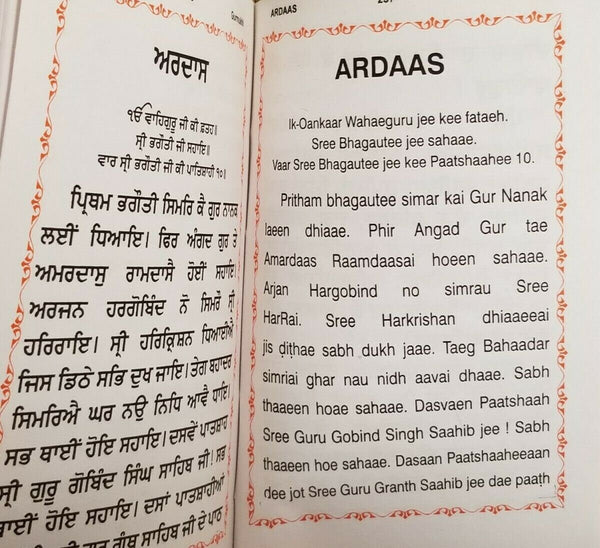 Gurmukhi
ਅਰਦਾਸ
ੴ ਵਾਹਿਗੁਰੂ ਜੀ ਕੀ ਫ਼ਤਹ॥
ਸ੍ਰੀ ਭਗੌਤੀ ਜੀ ਸਹਾਇ॥
ਵਾਰ ਸ੍ਰੀ ਭਗੌਤੀ ਜੀ ਕੀ ਪਾਤਿਸ਼ਾਹੀ ੧੦॥
ਪ੍ਰਿਥਮ ਭਗੌਤੀ ਸਿਮਰਿ ਕੈ ਗੁਰ ਨਾਨਕ
ਲਈਂ ਧਿਆਇ। ਫਿਰ ਅੰਗਦ ਗੁਰ ਤੇ
ਅਮਰਦਾਸੁ ਰਾਮਦਾਸੈ ਹੋਈਂ ਸਹਾਇ।
ਅਰਜਨ ਹਰਗੋਬਿੰਦ ਨੋ ਸਿਮਰੌ ਸ੍ਰੀ
ਹਰਿਰਾਇ। ਸ੍ਰੀ ਹਰਿਕ੍ਰਿਸ਼ਨ ਧਿਆਈਐ
ਜਿਸ ਡਿਠੇ ਸਭਿ ਦੁਖ ਜਾਇ। ਤੇਗ ਬਹਾਦਰ
ਸਿਮਰਿਐ ਘਰ ਨਉ ਨਿਧਿ ਆਵੈ ਧਾਇ।
ਸਭ ਥਾਈਂ ਹੋਇ ਸਹਾਇ। ਦਸਵੇਂ ਪਾਤਸ਼ਾਹ
ਸ੍ਰੀ ਗੁਰੂ ਗੋਬਿੰਦ ਸਿੰਘ ਸਾਹਿਬ ਜੀ! ਸਭ
ਥਾਈਂ ਹੋਇ ਸਹਾਇ। ਦਸਾਂ ਪਾਤਸ਼ਾਹੀਆਂ
ਗੁਰੂ ਗ੍ਰੰਥ ਸਾਹਿਬ ਜੀ ਦੇ ਪਾਠ
ARDAAS
ARDAAS
Ik-Oankaar Wahaeguru jee kee fataeh.
Sree Bhagautee jee sahaae.
Vaar Sree Bhagautee jee kee Paatshaahee 10.
Pritham bhagautee simar kai Gur Nanak
laeen dhiaae. Phir Angad Gur tae
Amardaas Raamdaasai hoeen sahaae.
Arjan Hargobind no simrau Sree
HarRai. Sree Harkrishan dhiaaeeai
jis ḍiṭhae sabh dukh jaae. Taeg Bahaadar
simriai ghar nau nidh aavai dhaae. Sabh
thaaeen hoae sahaae. Dasvaen Paatshaah
Sree Guru Gobind Singh Saahib jee ! Sabh
thaaeen hoe sahaae. Dasaan Paatshaaheeaan
dee jot Sree Guru Granth Saahib jee dae paaṭh